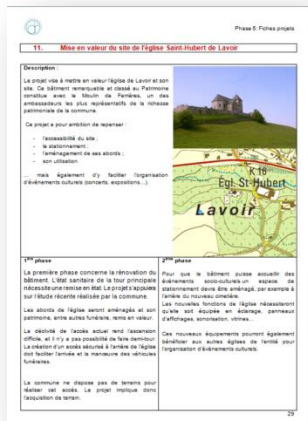 Phase 5: Fiches projets
11. Mise en valeur du site de l'église Saint-Hubert de Lavoir
Description :
Le projet vise à mettre en valeur l'église de Lavoir et son
site. Ce bâtiment remarquable et classé au Patrimoine
constitue avec le Moulin de Ferrières, un des
ambassadeurs les plus représentatifs de la richesse
patrimoniale de la commune.
Ce projet a pour ambition de repenser :
- l'accessibilité du site ;
- le stationnement ;
- l'aménagement de ses abords ;
- son utilisation
... mais également d'y faciliter l'organisation
d'évènements culturels (concerts, expositions...).
K 16
Egl. St-Hubert
Lavoir
1ère phase
La première phase concerne la rénovation du
bâtiment. L'état sanitaire de la tour principale
nécessite une remise en état. Le projet s'appuiera
sur l'étude récente réalisée par la commune.
Les abords de l'église seront aménagés et son
patrimoine, entre autres funéraire, remis en valeur.
La déclivité de l'accès actuel rend l'ascension
difficile, et il n'y a pas possibilité de faire demi-tour.
La création d'un accès sécurisé à l'arrière de l'église
doit faciliter l'arrivée et la manœuvre des véhicules
funéraires.
La commune ne dispose pas de terrains pour
réaliser cet accès. Le projet implique donc
l'acquisition de terrain.
2ème phase
Pour que le bâtiment puisse accueillir des
évènements socio-culturels un espace de
stationnement devra être aménagé, par exemple à
l'arrière du nouveau cimetière.
Les nouvelles fonctions de l'église nécessiteront
qu'elle soit équipée en éclairage, panneaux
d'affichages, sonorisation, vitrines...
Ces nouveaux équipements pourront également
bénéficier aux autres églises de l'entité pour
l'organisation d'évènements culturels.
29